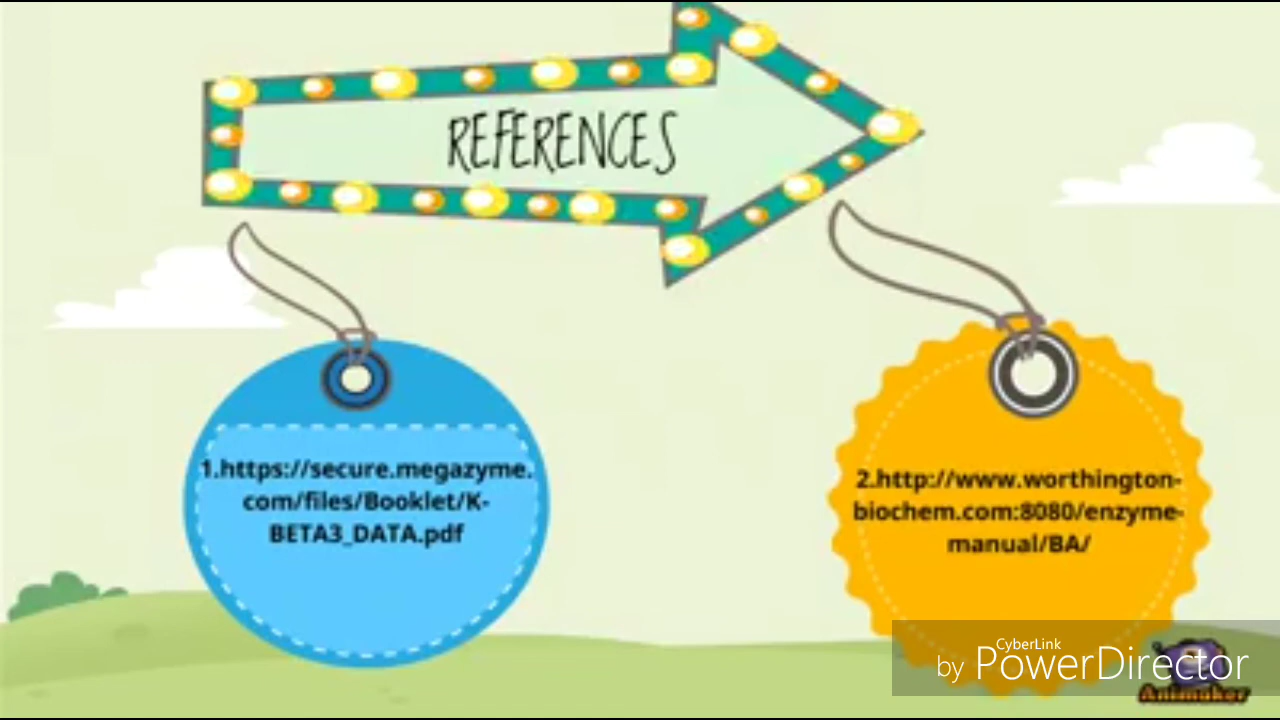 REFERENCES
1.https://secure.megazyme.
com/files/Booklet/K-
BETA3_DATA.pdf
2.http://www.worthington-
biochem.com:8080/enzyme-
manual/BA/
CyberLink
by PowerDirector
Animaker